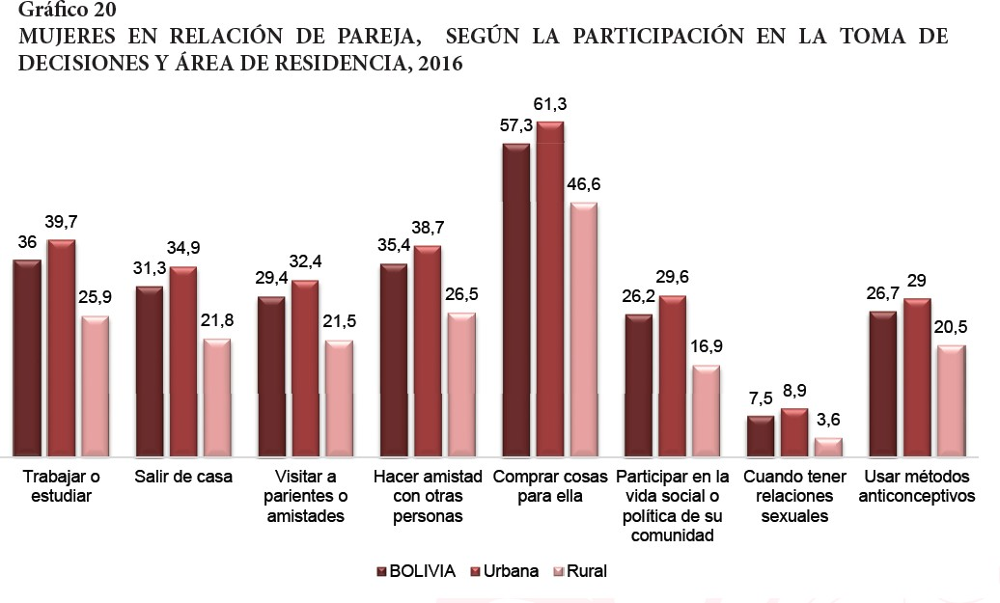 Gráfico 20
MUJERES EN RELACIÓN DE PAREJA, SEGÚN LA PARTICIPACIÓN EN LA TOMA DE
DECISIONES Y ÁREA DE RESIDENCIA, 2016
36 39,7 25,9
31,3 34,9 21,8
29,4 32,4 21,5
35,4 38,7 26,5
57,3 61,3 46,6
26,2 29,6 16,9
7,5 8,9 3,6
26,7 29 20,5
Trabajar o
estudiar
Salir de casa
Visitar a
parientes o
amistades
Hacer amistad
con otras
personas
Comprar cosas
para ella
Participar en la
vida social o
política de su
comunidad
Cuando tener
relaciones
sexuales
Usar métodos
anticonceptivos
BOLIVIA Urbana Rural